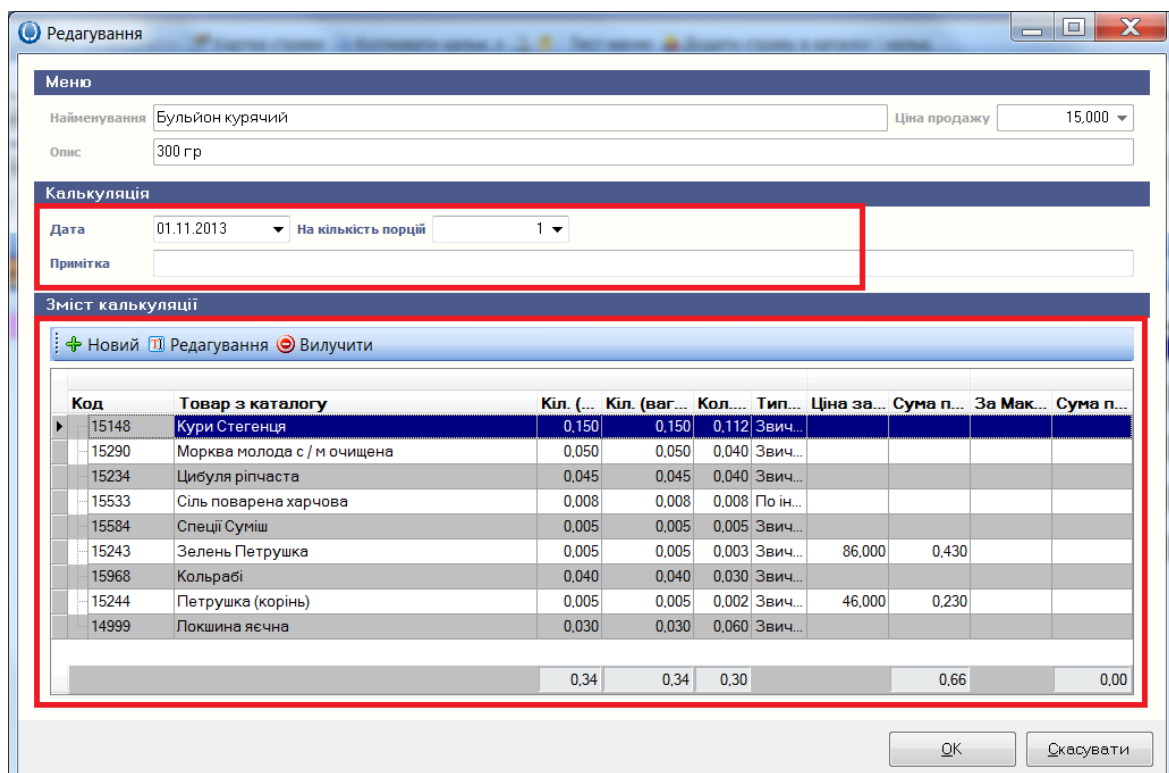 Редагування
Меню
Найменування Бульйон курячий Ціна продажу 15,000
Опис 300 гр
Калькуляція
Дата 01.11.2013 На кількість порцій 1
Примітка
Зміст калькуляції
Новий Редагування Вилучити
Код Товар з каталогу Кіл. (... Кіл. (ваг... Кол.... Тип... Ціна за... Сума п... За Мак... Сума п...
15148 Кури Стегенця 0,150 0,150 0,112 Звич...
15290 Морква молода с / м очищена 0,050 0,050 0,040 Звич...
15234 Цибуля ріпчаста 0,045 0,045 0,040 Звич...
15533 Сіль поварена харчова 0,008 0,008 0,008 По ін...
15584 Спеції Суміш 0,005 0,005 0,005 Звич...
15243 Зелень Петрушка 0,005 0,005 0,003 Звич... 86,000 0,430
15968 Кольрабі 0,040 0,040 0,030 Звич...
15244 Петрушка (корінь) 0,005 0,005 0,002 Звич... 46,000 0,230
14999 Локшина яєчна 0,030 0,030 0,060 Звич...
0,34 0,34 0,30 0,66 0,00
OK Скасувати